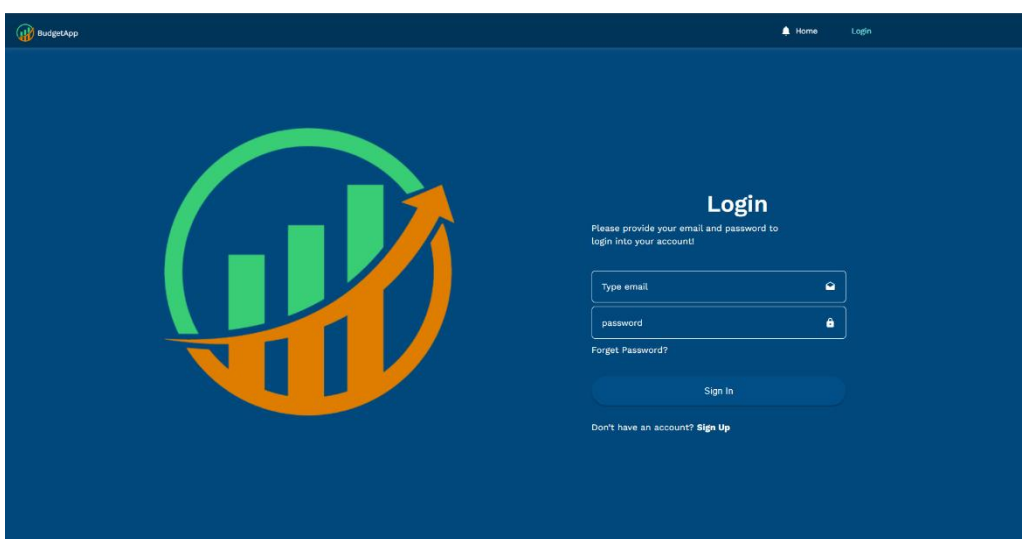 BudgetApp
Home
Login
Login
Please provide your email and password to
login into your account!
Type email
password
Forget Password?
Sign In
Don't have an account? Sign Up